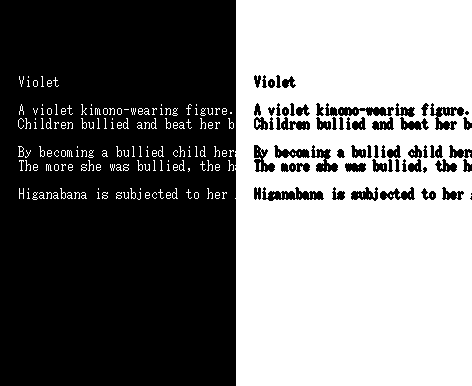 Violet
A violet kimono-wearing figure.
Children bullied and beat her
By becoming a bullied child
The more she was bullied, the
Higanabana is subjected to her
Violet
A violet kimono-wearing figure.
Children bullied and beat her
By becoming a bullied child
The more she was bullied, the
Higanabana is subjected to her